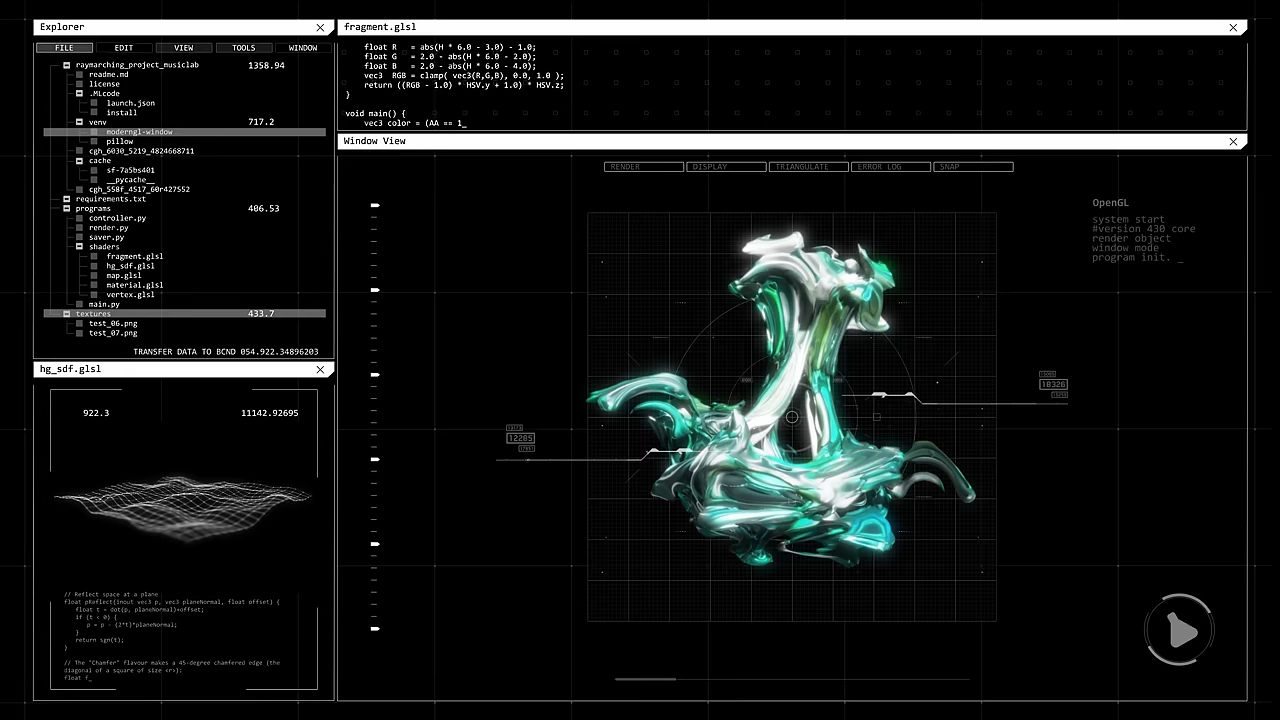 Explorer
FILE EDIT VIEW TOOLS WINDOW
raymarching_project_musiclab 1358.94
readme.md
license
.MLcode
launch.json
install
venv 717.2
moderngl-window
pillow
cgh_6030_5219_4824668711
cache
sf-7a5bs401
__pycache__
cgh_558f_4517_60r427552
requirements.txt
programs 406.53
controller.py
render.py
saver.py
shaders
fragment.glsl
hg_sdf.glsl
map.glsl
material.glsl
vertex.glsl
main.py
textures 433.7
test_06.png
test_07.png
TRANSFER DATA TO BCND 054.922.34896203
hg_sdf.glsl
922.3 11142.92695
// Reflect space at a plane
float pReflect(inout vec3 p, vec3 planeNormal, float offset) {
float t = dot(p, planeNormal)+offset;
if (t < 0) {
p = p - (2*t)*planeNormal;
}
return sgn(t);
}
// The "Chamfer" flavour makes a 45-degree chamfered edge (the
diagonal of a square of size <r>):
float f_
fragment.glsl
float R = abs(H * 6.0 - 3.0) - 1.0;
float G = 2.0 - abs(H * 6.0 - 2.0);
float B = 2.0 - abs(H * 6.0 - 4.0);
vec3 RGB = clamp( vec3(R,G,B), 0.0, 1.0 );
return ((RGB - 1.0) * HSV.y + 1.0) * HSV.z;
}
void main() {
vec3 color = (AA == 1_
Window View
RENDER DISPLAY TRIANGULATE ERROR LOG SNAP
OpenGL
system start
#version 430 core
render object
window mode
program init. _
18326
12285